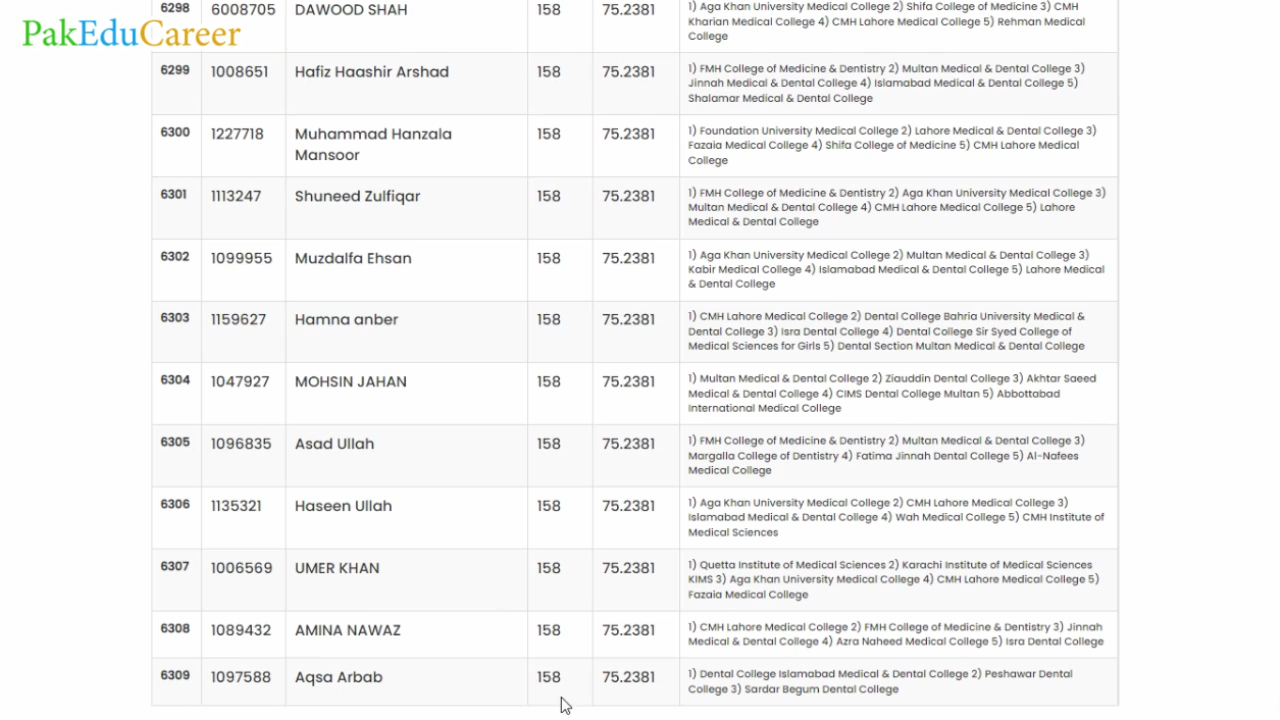 PakEduCareer
6298 6008705 DAWOOD SHAH 158 75.2381 1) Aga Khan University Medical College 2) Shifa College of Medicine 3) CMH
Kharian Medical College 4) CMH Lahore Medical College 5) Rehman Medical
College
6299 1008651 Hafiz Haashir Arshad 158 75.2381 1) FMH College of Medicine & Dentistry 2) Multan Medical & Dental College 3)
Jinnah Medical & Dental College 4) Islamabad Medical & Dental College 5)
Shalamar Medical & Dental College
6300 1227718 Muhammad Hanzala 158 75.2381 1) Foundation University Medical College 2) Lahore Medical & Dental College 3)
Mansoor Fazaia Medical College 4) Shifa College of Medicine 5) CMH Lahore Medical
College
6301 1113247 Shuneed Zulfiqar 158 75.2381 1) FMH College of Medicine & Dentistry 2) Aga Khan University Medical College 3)
Multan Medical & Dental College 4) CMH Lahore Medical College 5) Lahore
Medical & Dental College
6302 1099955 Muzdalfa Ehsan 158 75.2381 1) Aga Khan University Medical College 2) Multan Medical & Dental College 3)
Kabir Medical College 4) Islamabad Medical & Dental College 5) Lahore Medical
& Dental College
6303 1159627 Hamna anber 158 75.2381 1) CMH Lahore Medical College 2) Dental College Bahria University Medical &
Dental College 3) Isra Dental College 4) Dental College Sir Syed College of
Medical Sciences for Girls 5) Dental Section Multan Medical & Dental College
6304 1047927 MOHSIN JAHAN 158 75.2381 1) Multan Medical & Dental College 2) Ziauddin Dental College 3) Akhtar Saeed
Medical & Dental College 4) CIMS Dental College Multan 5) Abbottabad
International Medical College
6305 1096835 Asad Ullah 158 75.2381 1) FMH College of Medicine & Dentistry 2) Multan Medical & Dental College 3)
Margalla College of Dentistry 4) Fatima Jinnah Dental College 5) Al-Nafees
Medical College
6306 1135321 Haseen Ullah 158 75.2381 1) Aga Khan University Medical College 2) CMH Lahore Medical College 3)
Islamabad Medical & Dental College 4) Wah Medical College 5) CMH Institute of
Medical Sciences
6307 1006569 UMER KHAN 158 75.2381 1) Quetta Institute of Medical Sciences 2) Karachi Institute of Medical Sciences
KIMS 3) Aga Khan University Medical College 4) CMH Lahore Medical College 5)
Fazaia Medical College
6308 1089432 AMINA NAWAZ 158 75.2381 1) CMH Lahore Medical College 2) FMH College of Medicine & Dentistry 3) Jinnah
Medical & Dental College 4) Azra Naheed Medical College 5) Isra Dental College
6309 1097588 Aqsa Arbab 158 75.2381 1) Dental College Islamabad Medical & Dental College 2) Peshawar Dental
College 3) Sardar Begum Dental College